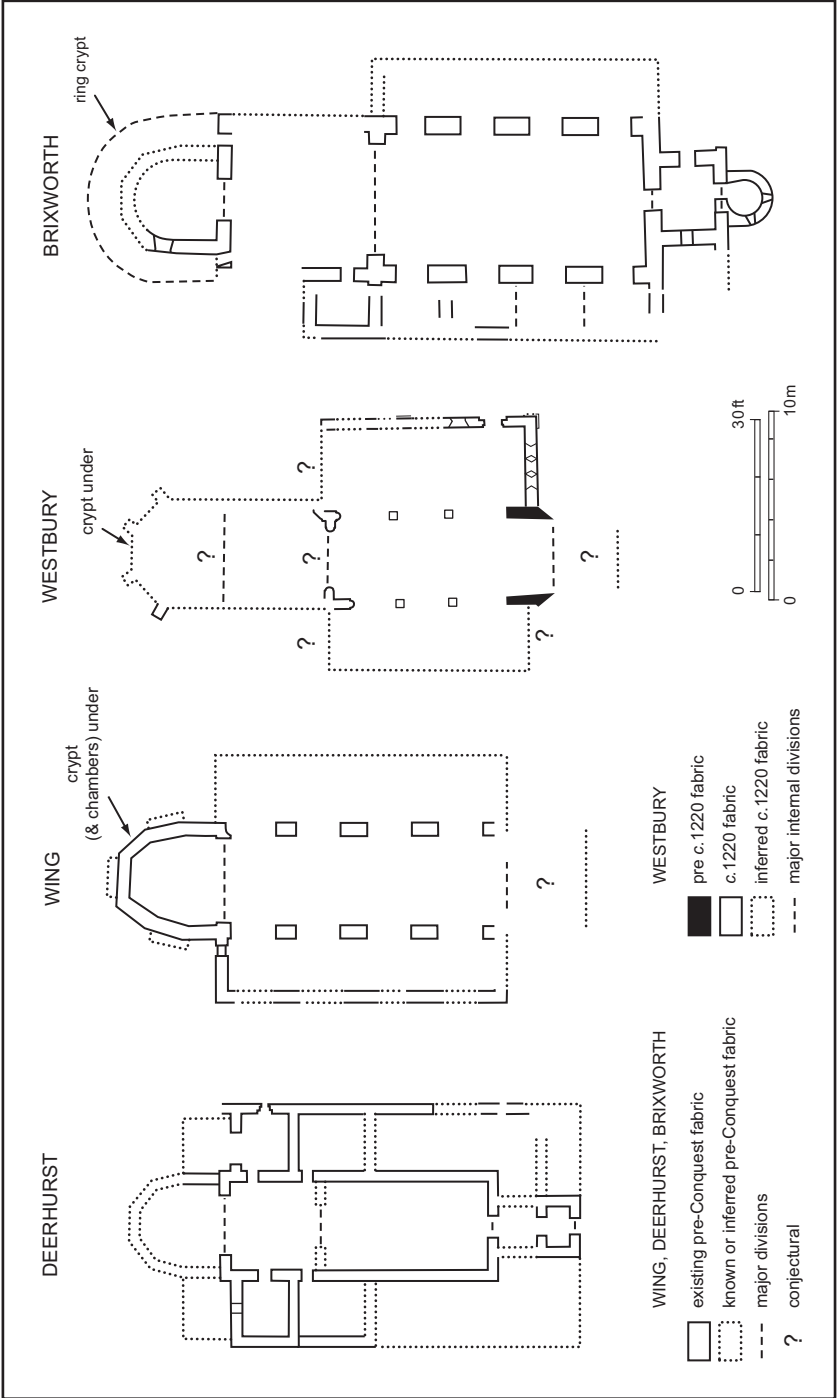 DEERHURST
WING
crypt
(& chambers) under
WESTBURY
crypt under
BRIXWORTH
ring crypt
?
?
?
?
?
?
?
WING, DEERHURST, BRIXWORTH
existing pre-Conquest fabric
known or inferred pre-Conquest fabric
major divisions
? conjectural
WESTBURY
pre c.1220 fabric
c.1220 fabric
inferred c.1220 fabric
major internal divisions
0 30ft
0 10m